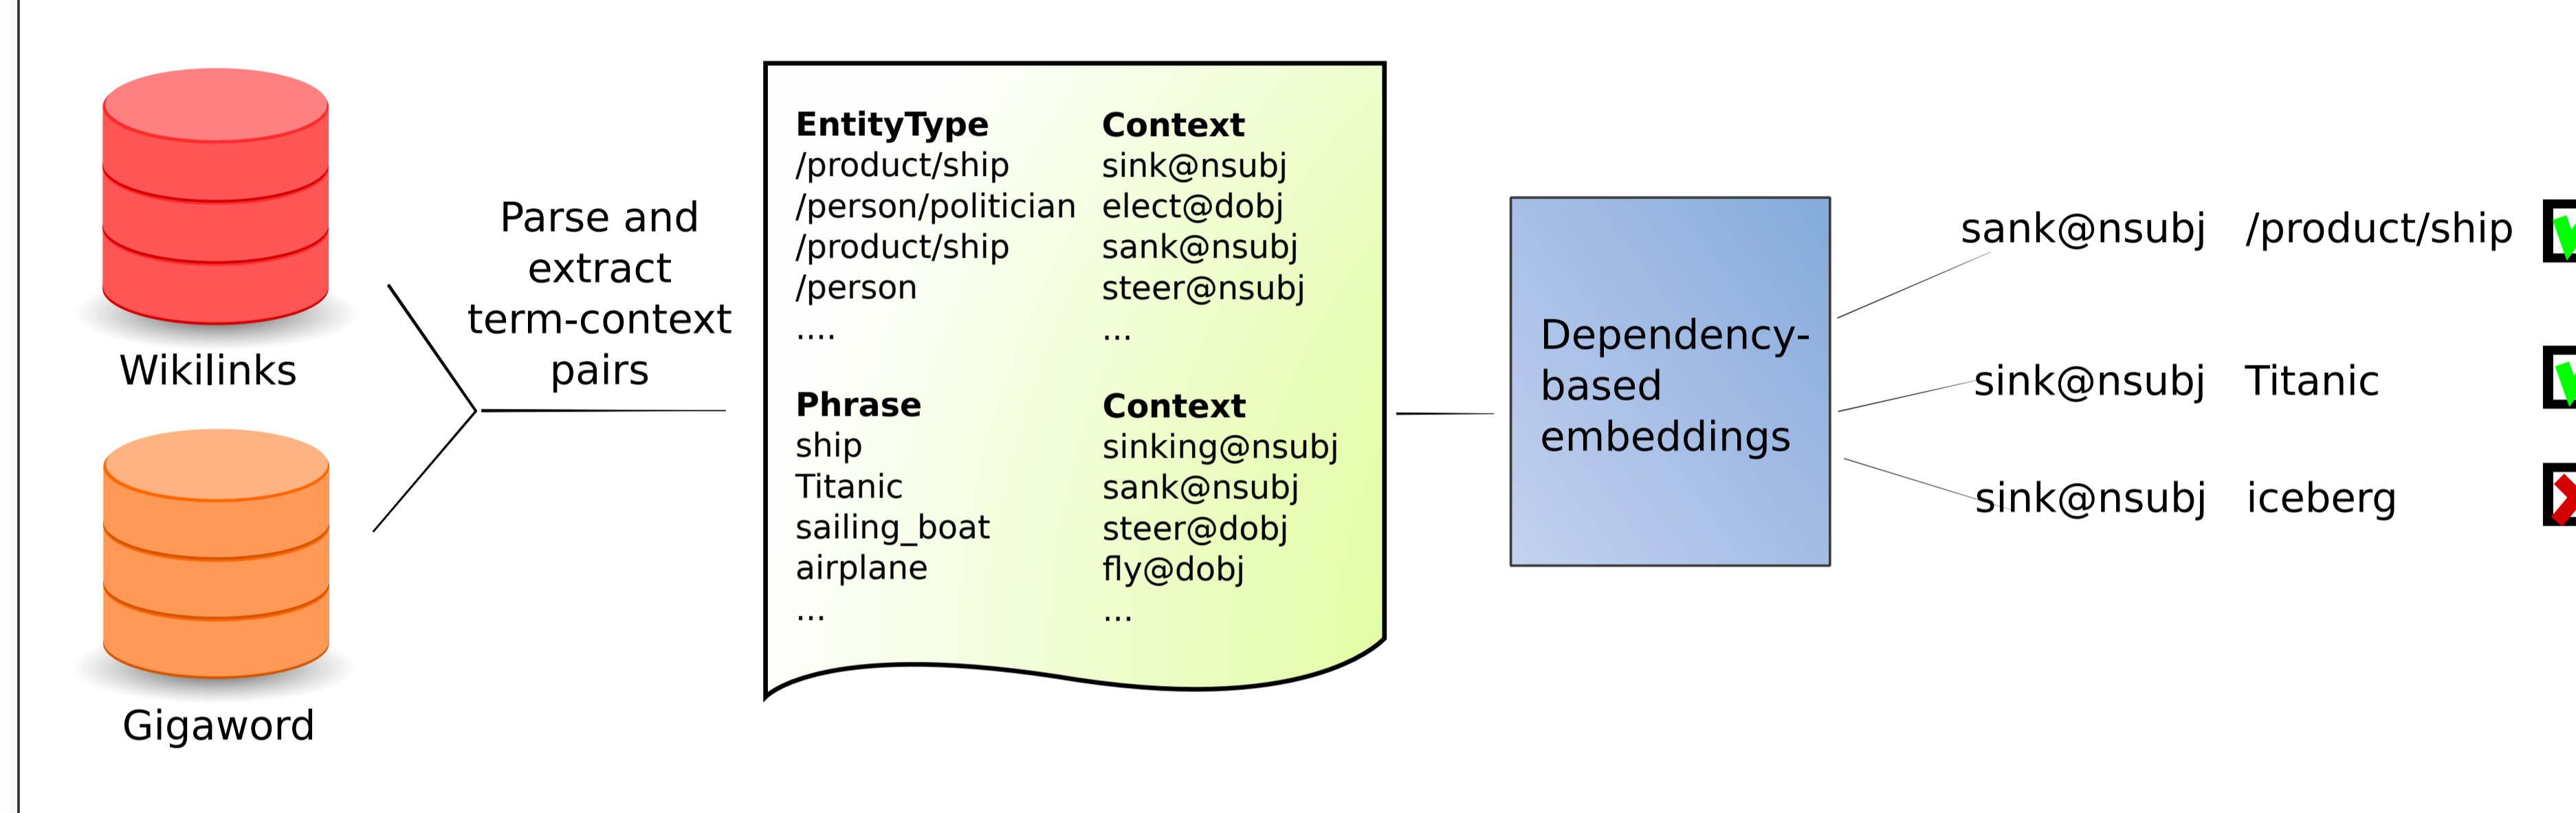 Wikilinks
Gigaword
Parse and
extract
term-context
pairs
EntityType Context
/product/ship sink@nsubj
/person/politician elect@dobj
/product/ship sank@nsubj
/person steer@nsubj
.... ...
Phrase Context
ship sinking@nsubj
Titanic sank@nsubj
sailing_boat steer@dobj
airplane fly@dobj
... ...
Dependency-
based
embeddings
sank@nsubj /product/ship
sink@nsubj Titanic
sink@nsubj iceberg